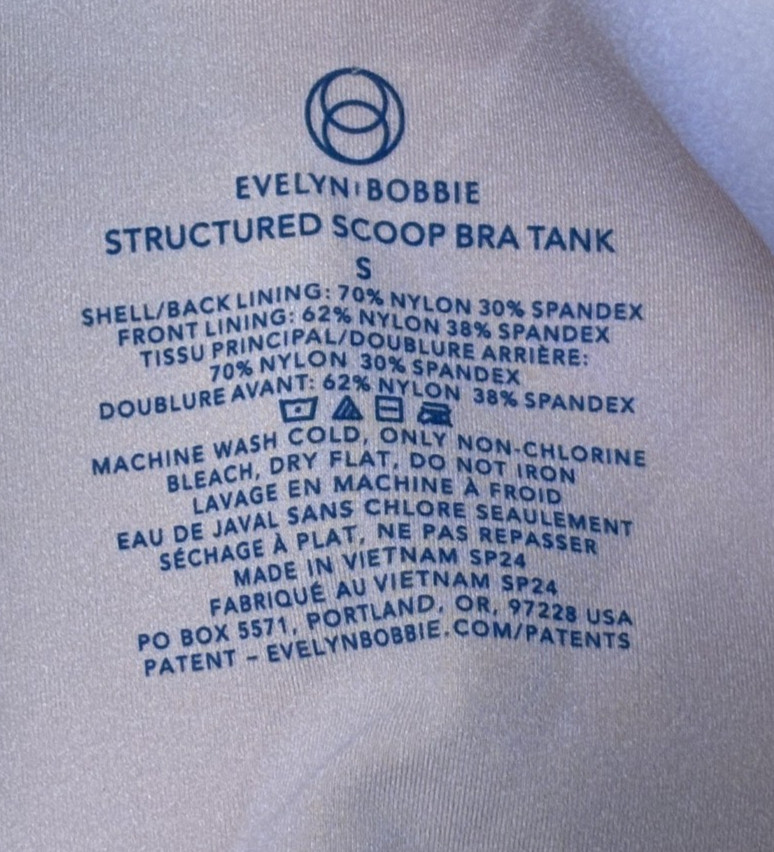 EVELYN BOBBIE
STRUCTURED SCOOP BRA TANK
S
SHELL/BACK LINING: 70% NYLON 30% SPANDEX
FRONT LINING: 62% NYLON 38% SPANDEX
TISSU PRINCIPAL/DOUBLURE ARRIÈRE:
70% NYLON 30% SPANDEX
DOUBLURE AVANT: 62% NYLON 38% SPANDEX
MACHINE WASH COLD, ONLY NON-CHLORINE
BLEACH, DRY FLAT, DO NOT IRON
LAVAGE EN MACHINE À FROID
EAU DE JAVAL SANS CHLORE SEAULEMENT
SÉCHAGE À PLAT, NE PAS REPASSER
MADE IN VIETNAM SP24
FABRIQUÉ AU VIETNAM SP24
PO BOX 5571, PORTLAND, OR, 97228 USA
PATENT – EVELYNBOBBIE.COM/PATENTS